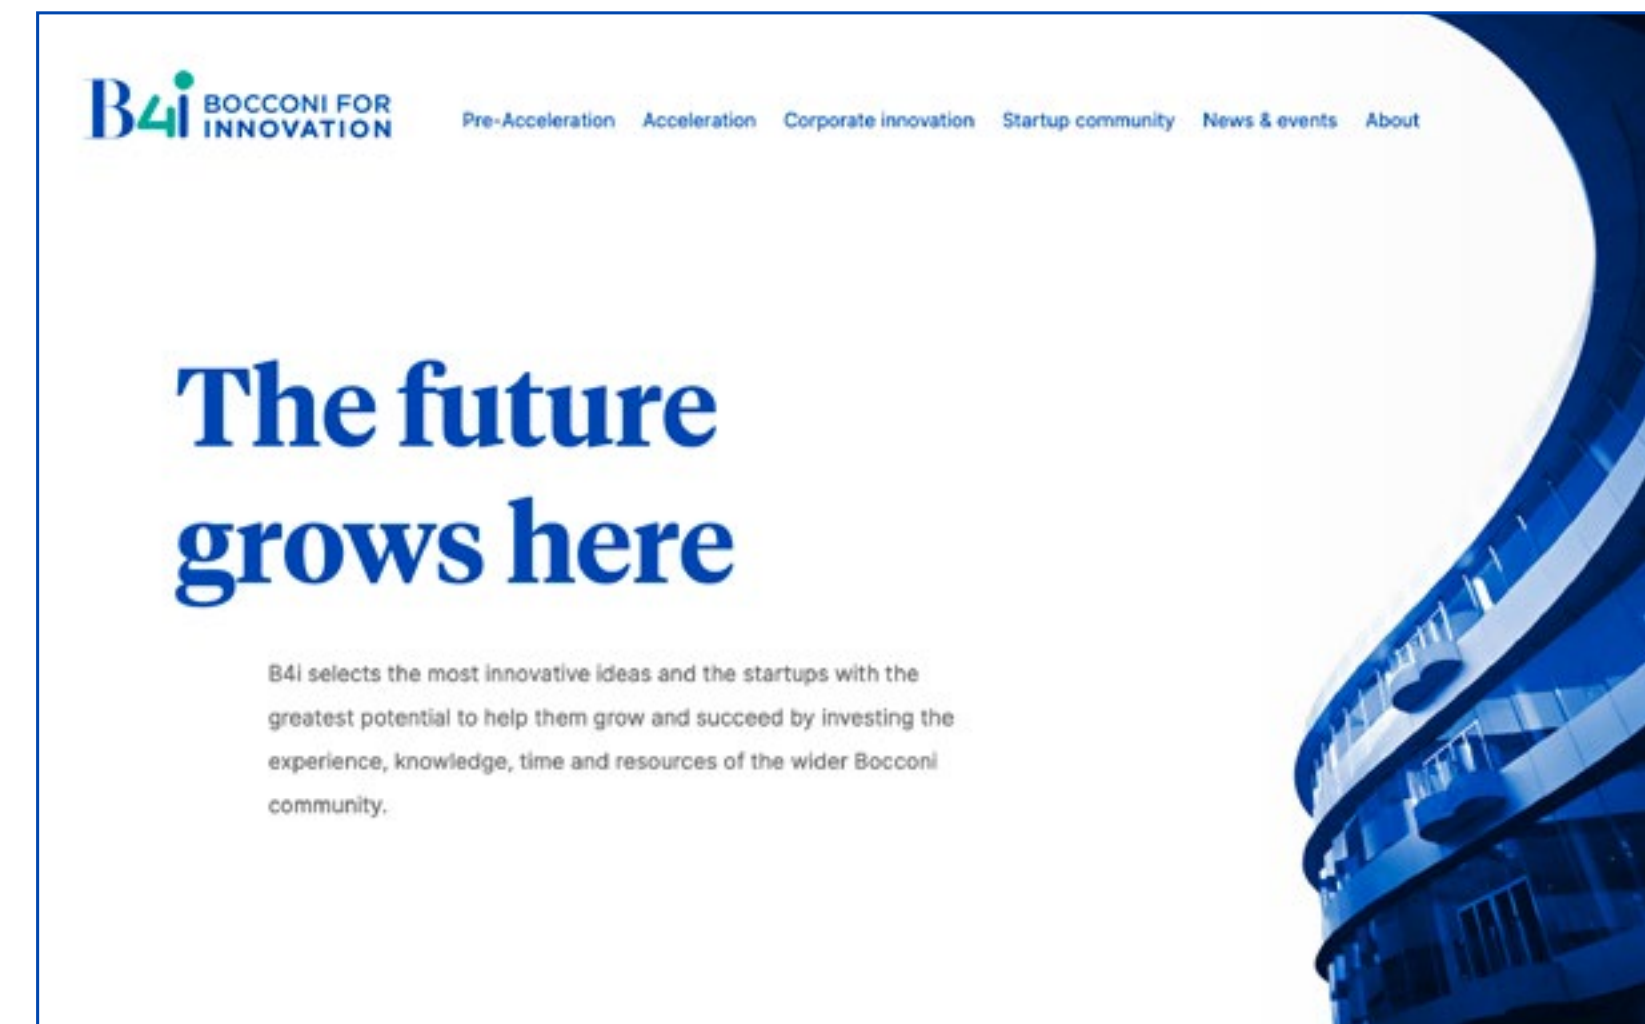 B4i BOCCONI FOR
INNOVATION
Pre-Acceleration Acceleration Corporate innovation Startup community News & events About
The future
grows here
B4i selects the most innovative ideas and the startups with the
greatest potential to help them grow and succeed by investing the
experience, knowledge, time and resources of the wider Bocconi
community.